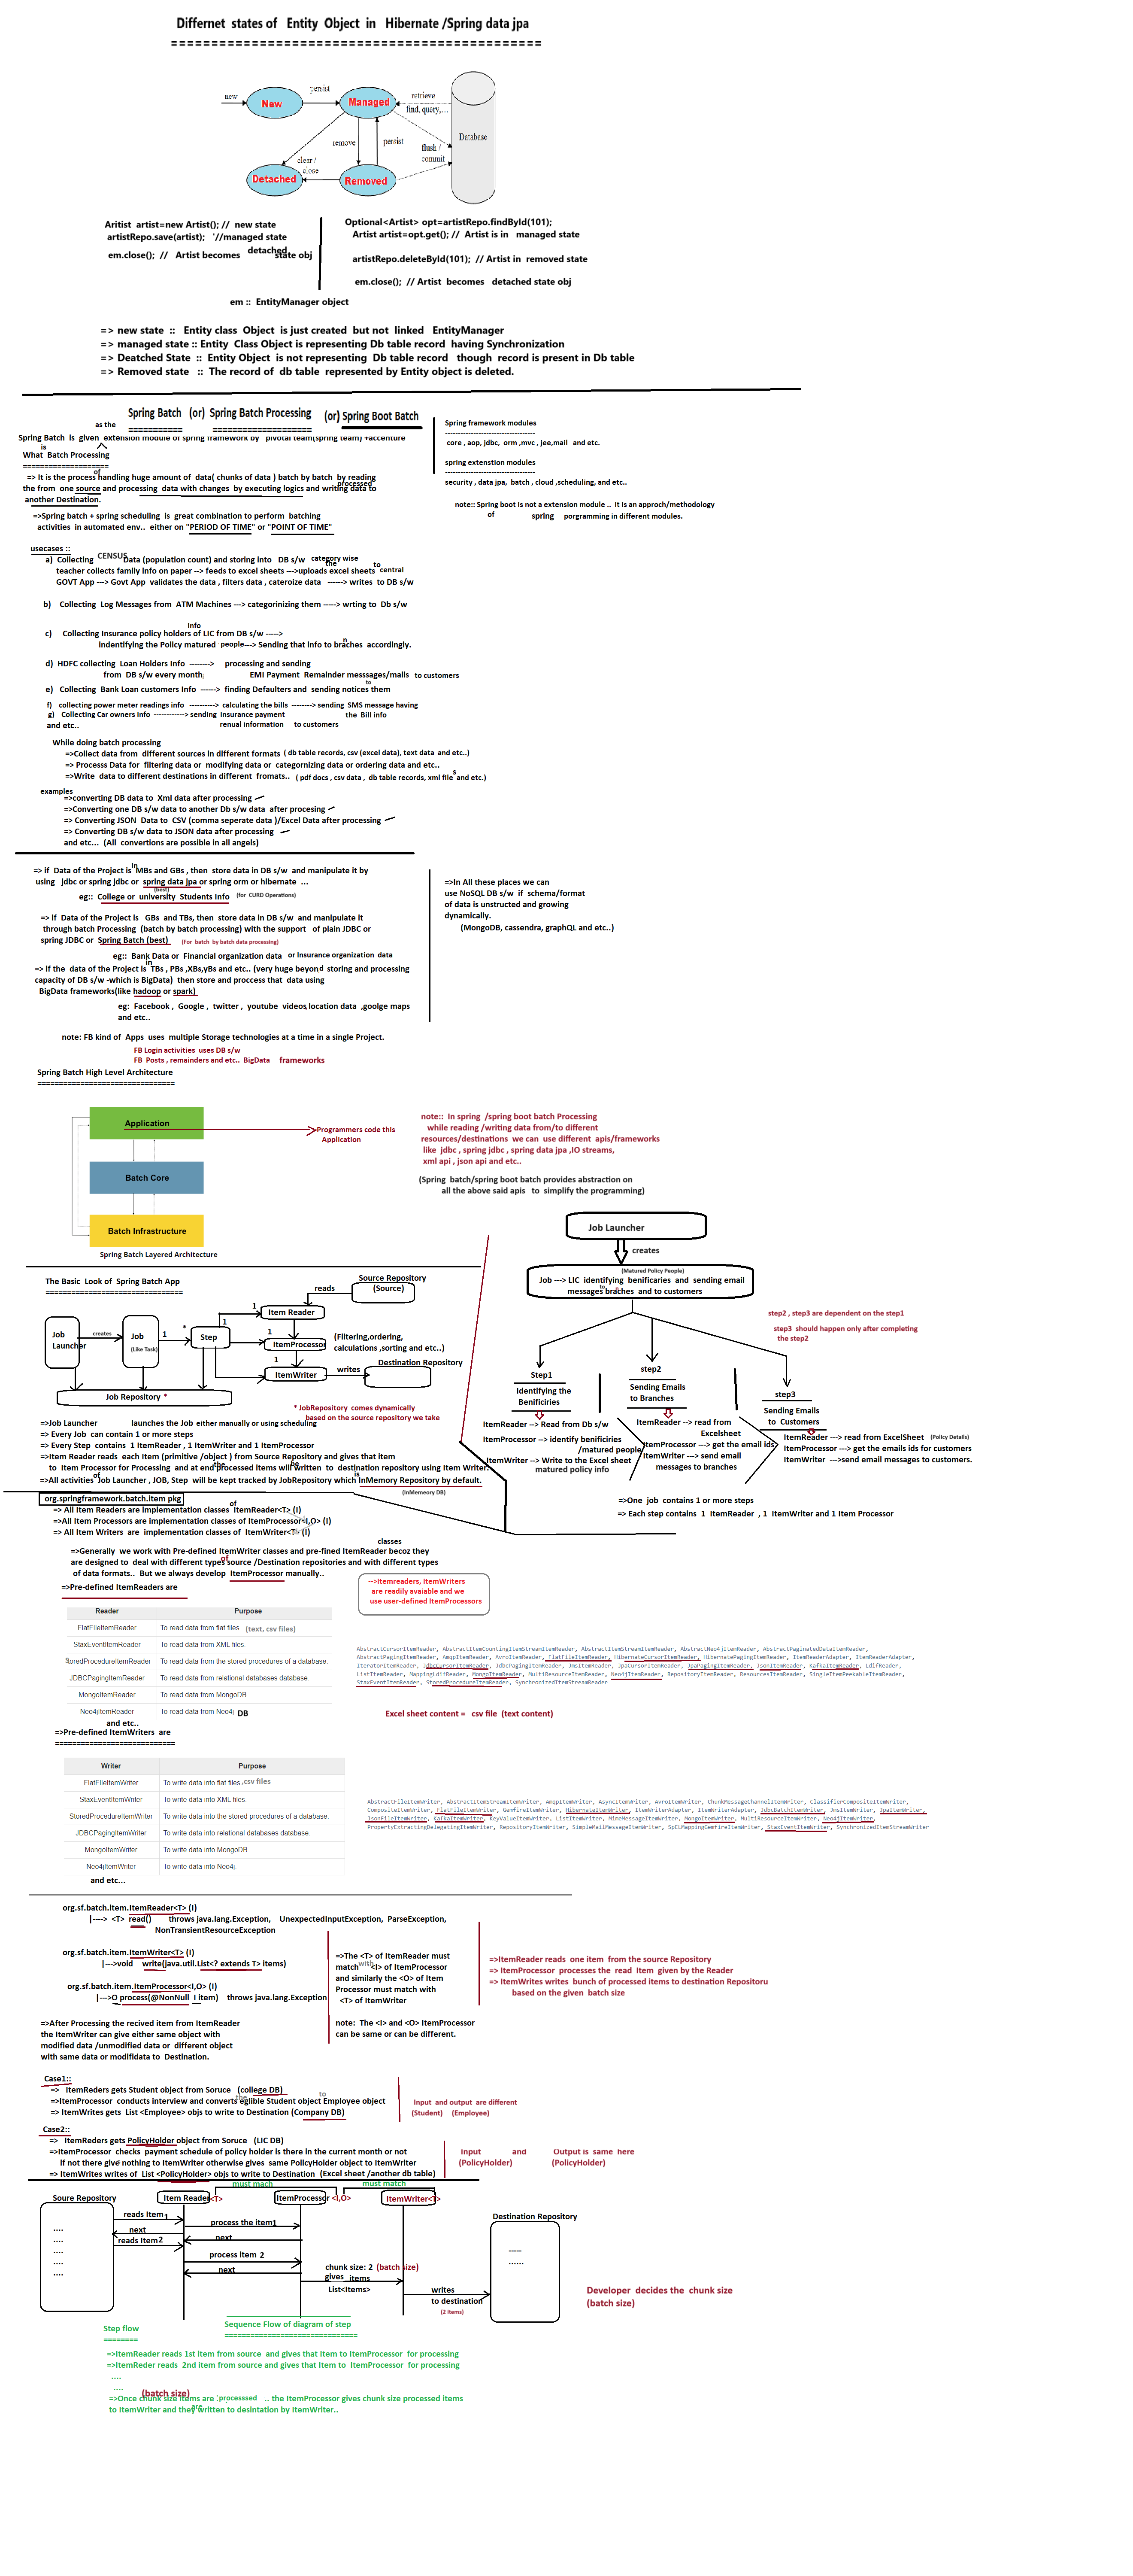 Differnet states of Entity Object in Hibernate /Spring data jpa
==============================================
new
New
persist
Managed
retrieve
find, query,...
Database
remove
persist
flush /
commit
clear /
close
Detached
Removed
Aritist artist=new Artist(); // new state
artistRepo.save(artist); '//managed state
detached
em.close(); // Artist becomes state obj
Optional<Artist> opt=artistRepo.findById(101);
Artist artist=opt.get(); // Artist is in managed state
artistRepo.deleteById(101); // Artist in removed state
em.close(); // Artist becomes detached state obj
em :: EntityManager object
=> new state :: Entity class Object is just created but not linked EntityManager
=> managed state :: Entity Class Object is representing Db table record having Synchronization
=> Deatched State :: Entity Object is not representing Db table record though record is present in Db table
=> Removed state :: The record of db table represented by Entity object is deleted.
Spring Batch (or) Spring Batch Processing (or) Spring Boot Batch
=========== ==================
as the
Spring Batch is given extension module of spring framework by pivotal team(spring team) +accenture
is
What Batch Processing
====================
of
=> It is the process handling huge amount of data( chunks of data ) batch by batch by reading
processed
the from one source and processing data with changes by executing logics and writing data to
another Destination.
=>Spring batch + spring scheduling is great combination to perform batching
activities in automated env.. either on "PERIOD OF TIME" or "POINT OF TIME"
Spring framework modules
---------------------------------
core , aop, jdbc, orm ,mvc , jee,mail and etc.
spring extenstion modules
---------------------------------
security , data jpa, batch , cloud ,scheduling, and etc..
note:: Spring boot is not a extension module .. it is an approch/methodology
of spring porgramming in different modules.
usecases ::
CENSUS
a) Collecting Data (population count) and storing into DB s/w category wise
the to
teacher collects family info on paper --> feeds to excel sheets --->uploads excel sheets central
GOVT App ---> Govt App validates the data , filters data , cateroize data ------> writes to DB s/w
b) Collecting Log Messages from ATM Machines ---> categorinizing them -----> wrting to Db s/w
info
c) Collecting Insurance policy holders of LIC from DB s/w ----->
n
indentifying the Policy matured people---> Sending that info to braches accordingly.
d) HDFC collecting Loan Holders Info --------> processing and sending
from DB s/w every month; EMI Payment Remainder messsages/mails to customers
to
e) Collecting Bank Loan customers Info ------> finding Defaulters and sending notices them
f) collecting power meter readings info ----------> calculating the bills --------> sending SMS message having
g) Collecting Car owners info ------------> sending insurance payment the Bill info
and etc.. renual information to customers
While doing batch processing
=>Collect data from different sources in different formats ( db table records, csv (excel data), text data and etc..)
=> Processs Data for filtering data or modifying data or categornizing data or ordering data and etc..
=>Write data to different destinations in different fromats.. ( pdf docs , csv data , db table records, xml file and etc.)
s
examples
=>converting DB data to Xml data after processing
=>Converting one DB s/w data to another Db s/w data after procesing
=> Converting JSON Data to CSV (comma seperate data )/Excel Data after processing
=> Converting DB s/w data to JSON data after processing
and etc... (All convertions are possible in all angels)
in
=> if Data of the Project is MBs and GBs , then store data in DB s/w and manipulate it by
using jdbc or spring jdbc or spring data jpa or spring orm or hibernate ...
(best)
eg:: College or university Students Info (for CURD Operations)
=> if Data of the Project is GBs and TBs, then store data in DB s/w and manipulate it
through batch Processing (batch by batch processing) with the support of plain JDBC or
spring JDBC or Spring Batch (best) (For batch by batch data processing)
eg:: Bank Data or Financial organization data or Insurance organization data
in
=> if the data of the Project is TBs , PBs ,XBs,yBs and etc.. (very huge beyond storing and processing
capacity of DB s/w -which is BigData) then store and proccess that data using
BigData frameworks(like hadoop or spark)
eg: Facebook , Google , twitter , youtube videos,location data ,goolge maps
and etc..
=>In All these places we can
use NoSQL DB s/w if schema/format
of data is unstructed and growing
dynamically.
(MongoDB, cassendra, graphQL and etc..)
note: FB kind of Apps uses multiple Storage technologies at a time in a single Project.
FB Login activities uses DB s/w
FB Posts , remainders and etc.. BigData frameworks
Spring Batch High Level Architecture
================================
Application
Batch Core
Batch Infrastructure
Spring Batch Layered Architecture
Programmers code this
Application
note:: In spring /spring boot batch Processing
while reading /writing data from/to different
resources/destinations we can use different apis/frameworks
like jdbc , spring jdbc , spring data jpa ,IO streams,
xml api , json api and etc..
(Spring batch/spring boot batch provides abstraction on
all the above said apis to simplify the programming)
The Basic Look of Spring Batch App
================================
Job
Launcher
creates
Job
(Like Task)
1
*
Step
1
1
Item Reader
reads
Source Repository
(Source)
1
ItemProcessor
(Filtering,ordering,
calculations ,sorting and etc..)
1
ItemWriter
writes
Destination Repository
Job Repository *
* JobRepository comes dynamically
based on the source repository we take
Job Launcher
creates
(Matured Policy People)
Job ---> LIC identifying benificaries and sending email
to
messages braches and to customers
step2 , step3 are dependent on the step1
step3 should happen only after completing
the step2
Step1
Identifying the
Benificiries
ItemReader --> Read from Db s/w
ItemProcessor --> identify benificiries
/matured people
ItemWriter --> Write to the Excel sheet
matured policy info
step2
Sending Emails
to Branches
ItemReader --> read from
Excelsheet
ItemProcessor ---> get the email ids
ItemWriter ---> send email
messages to branches
step3
Sending Emails
to Customers
ItemReader ---> read from ExcelSheet (Policy Details)
ItemProcessor ---> get the emails ids for customers
ItemWriter --->send email messages to customers.
=>One job contains 1 or more steps
=> Each step contains 1 ItemReader , 1 ItemWriter and 1 Item Processor
=>Job Launcher launches the Job either manually or using scheduling
=> Every Job can contain 1 or more steps
=> Every Step contains 1 ItemReader , 1 ItemWriter and 1 ItemProcessor
=>Item Reader reads each item (primitive /object ) from Source Repository and gives that item
the be
to Item Processor for Processing and at end processed items will written to destination repository using Item Writer.
of is
=>All activities Job Launcher , JOB, Step will be kept tracked by JobRepository which InMemory Repository by default.
(InMemeory DB)
org.springframework.batch.item pkg
of
=> All Item Readers are implementation classes ItemReader<T> (I)
=>All Item Processors are implementation classes of ItemProcessor<I,O> (I)
=> All Item Writers are implementation classes of ItemWriter<T> (I)
classes
=>Generally we work with Pre-defined ItemWriter classes and pre-fined ItemReader becoz they
of
are designed to deal with different types source /Destination repositories and with different types
of data formats.. But we always develop ItemProcessor manually..
-->Itemreaders, ItemWriters
are readily avaiable and we
use user-defined ItemProcessors
=>Pre-defined ItemReaders are
Reader Purpose
FlatFIleItemReader To read data from flat files. (text, csv files)
StaxEventItemReader To read data from XML files.
StoredProcedureItemReader To read data from the stored procedures of a database.
JDBCPagingItemReader To read data from relational databases database.
MongoItemReader To read data from MongoDB.
Neo4jItemReader To read data from Neo4j DB
and etc..
AbstractCursorItemReader, AbstractItemCountingItemStreamItemReader, AbstractItemStreamItemReader, AbstractNeo4jItemReader, AbstractPaginatedDataItemReader,
AbstractPagingItemReader, AmqpItemReader, AvroItemReader, FlatFileItemReader, HibernateCursorItemReader, HibernatePagingItemReader, ItemReaderAdapter, ItemReaderAdapter,
IteratorItemReader, JdbcCursorItemReader, JdbcPagingItemReader, JmsItemReader, JpaCursorItemReader, JpaPagingItemReader, JsonItemReader, KafkaItemReader, LdifReader,
ListItemReader, MappingLdifReader, MongoItemReader, MultiResourceItemReader, Neo4jItemReader, RepositoryItemReader, ResourcesItemReader, SingleItemPeekableItemReader,
StaxEventItemReader, StoredProcedureItemReader, SynchronizedItemStreamReader
Excel sheet content = csv file (text content)
=>Pre-defined ItemWriters are
============================
Writer Purpose
FlatFIleItemWriter To write data into flat files.,csv files
StaxEventItemWriter To write data into XML files.
StoredProcedureItemWriter To write data into the stored procedures of a database.
JDBCPagingItemWriter To write data into relational databases database.
MongoItemWriter To write data into MongoDB.
Neo4jItemWriter To write data into Neo4j.
and etc...
AbstractFileItemWriter, AbstractItemStreamItemWriter, AmqpItemWriter, AsyncItemWriter, AvroItemWriter, ChunkMessageChannelItemWriter, ClassifierCompositeItemWriter,
CompositeItemWriter, FlatFileItemWriter, GemfireItemWriter, HibernateItemWriter, ItemWriterAdapter, ItemWriterAdapter, JdbcBatchItemWriter, JmsItemWriter, JpaItemWriter,
JsonFileItemWriter, KafkaItemWriter, KeyValueItemWriter, ListItemWriter, MimeMessageItemWriter, MongoItemWriter, MultiResourceItemWriter, Neo4jItemWriter,
PropertyExtractingDelegatingItemWriter, RepositoryItemWriter, SimpleMailMessageItemWriter, SpELMappingGemfireItemWriter, StaxEventItemWriter, SynchronizedItemStreamWriter
org.sf.batch.item.ItemReader<T> (I)
|----> <T> read() throws java.lang.Exception, UnexpectedInputException, ParseException,
NonTransientResourceException
org.sf.batch.item.ItemWriter<T> (I)
|--->void write(java.util.List<? extends T> items)
org.sf.batch.item.ItemProcessor<I,O> (I)
|--->O process(@NonNull I item) throws java.lang.Exception
=>The <T> of ItemReader must
match with <I> of ItemProcessor
and similarly the <O> of Item
Processor must match with
<T> of ItemWriter
note: The <I> and <O> ItemProcessor
can be same or can be different.
=>ItemReader reads one item from the source Repository
=> ItemProcessor processes the read Item given by the Reader
=> ItemWrites writes bunch of processed items to destination Repositoru
based on the given batch size
=>After Processing the recived item from ItemReader
the ItemWriter can give either same object with
modified data /unmodified data or different object
with same data or modifidata to Destination.
Case1::
=> ItemReders gets Student object from Soruce (college DB)
the to
=>ItemProcessor conducts interview and converts eglible Student object Employee object
=> ItemWrites gets List <Employee> objs to write to Destination (Company DB)
Input and output are different
(Student) (Employee)
Case2::
=> ItemReders gets PolicyHolder object from Soruce (LIC DB)
=>ItemProcessor checks payment schedule of policy holder is there in the current month or not
if not there give nothing to ItemWriter otherwise gives same PolicyHolder object to ItemWriter
=> ItemWrites writes of List <PolicyHolder> objs to write to Destination (Excel sheet /another db table)
Input and Output is same here
(PolicyHolder) (PolicyHolder)
must mach must match
Soure Repository
Item Reader<T>
ItemProcessor <I,O>
ItemWriter<T>
Destination Repository
reads Item1
next
reads Item2
process the item1
next
process item 2
next
chunk size: 2 (batch size)
gives items
List<Items>
writes
to destination
(2 Items)
....
....
....
....
....
-----
......
Developer decides the chunk size
(batch size)
Sequence Flow of diagram of step
===============================
Step flow
========
=>ItemReader reads 1st item from source and gives that Item to ItemProcessor for processing
=>ItemReder reads 2nd item from source and gives that Item to ItemProcessor for processing
....
....
(batch size)
=>Once chunk size items are processsed .. the ItemProcessor gives chunk size processed items
are
to ItemWriter and they written to desintation by ItemWriter..